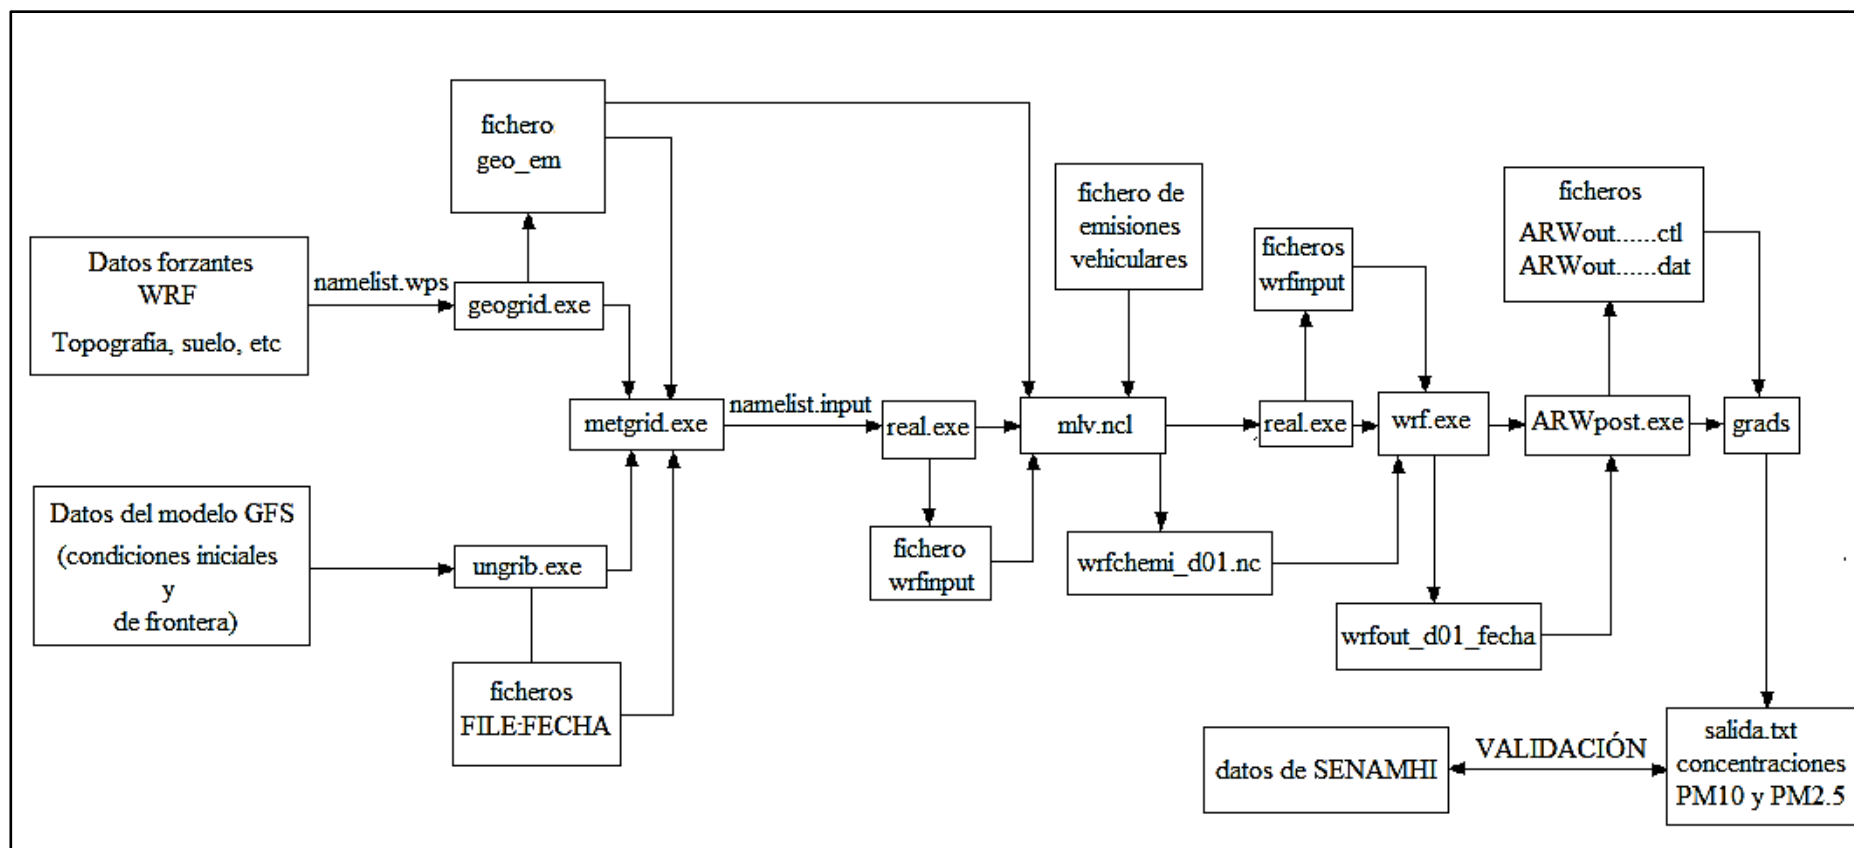 fichero
geo_em
Datos forzantes
WRF
Topografia, suelo, etc
namelist.wps
geogrid.exe
Datos del modelo GFS
(condiciones iniciales
y
de frontera)
ungrib.exe
ficheros
FILE:FECHA
metgrid.exe
namelist.input
real.exe
fichero
wrfinput
fichero de
emisiones
vehiculares
mlv.ncl
wrfchemi_d01.nc
ficheros
wrfinput
real.exe
wrf.exe
wrfout_d01_fecha
ficheros
ARWout......ctl
ARWout......dat
ARWpost.exe
grads
datos de SENAMHI
VALIDACIÓN
salida.txt
concentraciones
PM10 y PM2.5